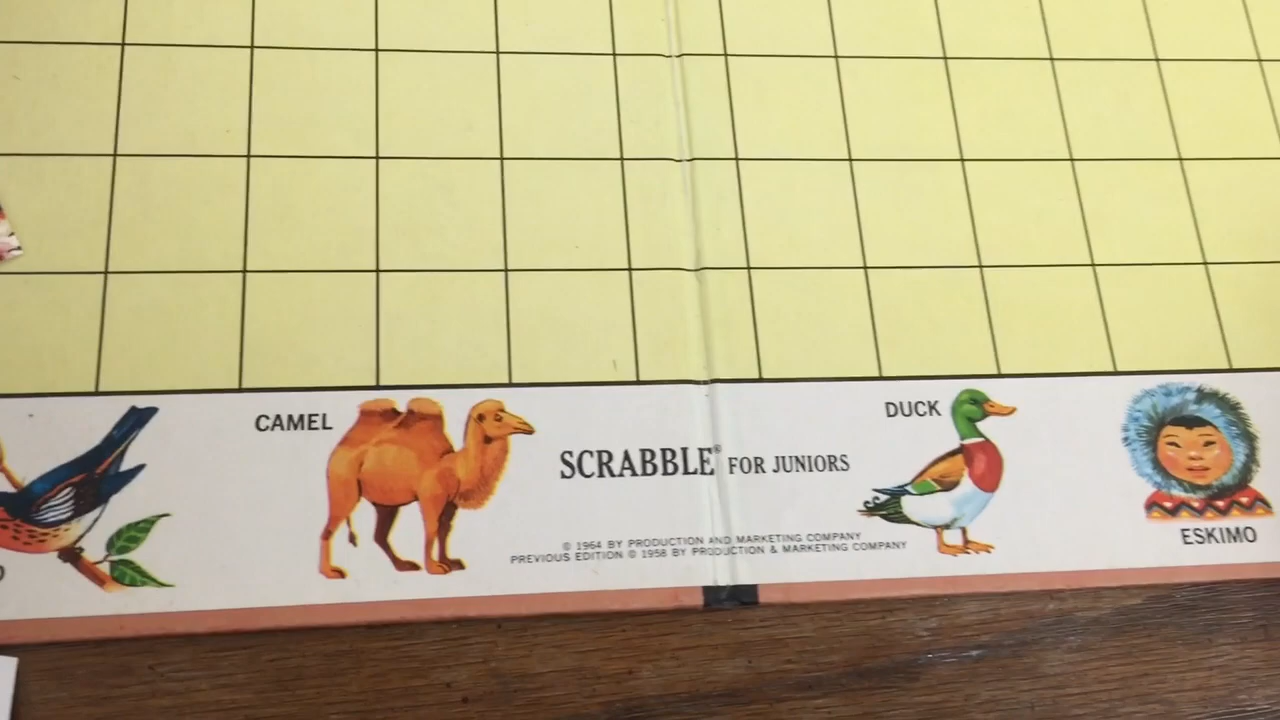 CAMEL
SCRABBLE® FOR JUNIORS
© 1964 BY PRODUCTION AND MARKETING COMPANY
PREVIOUS EDITION © 1958 BY PRODUCTION & MARKETING COMPANY
DUCK
ESKIMO